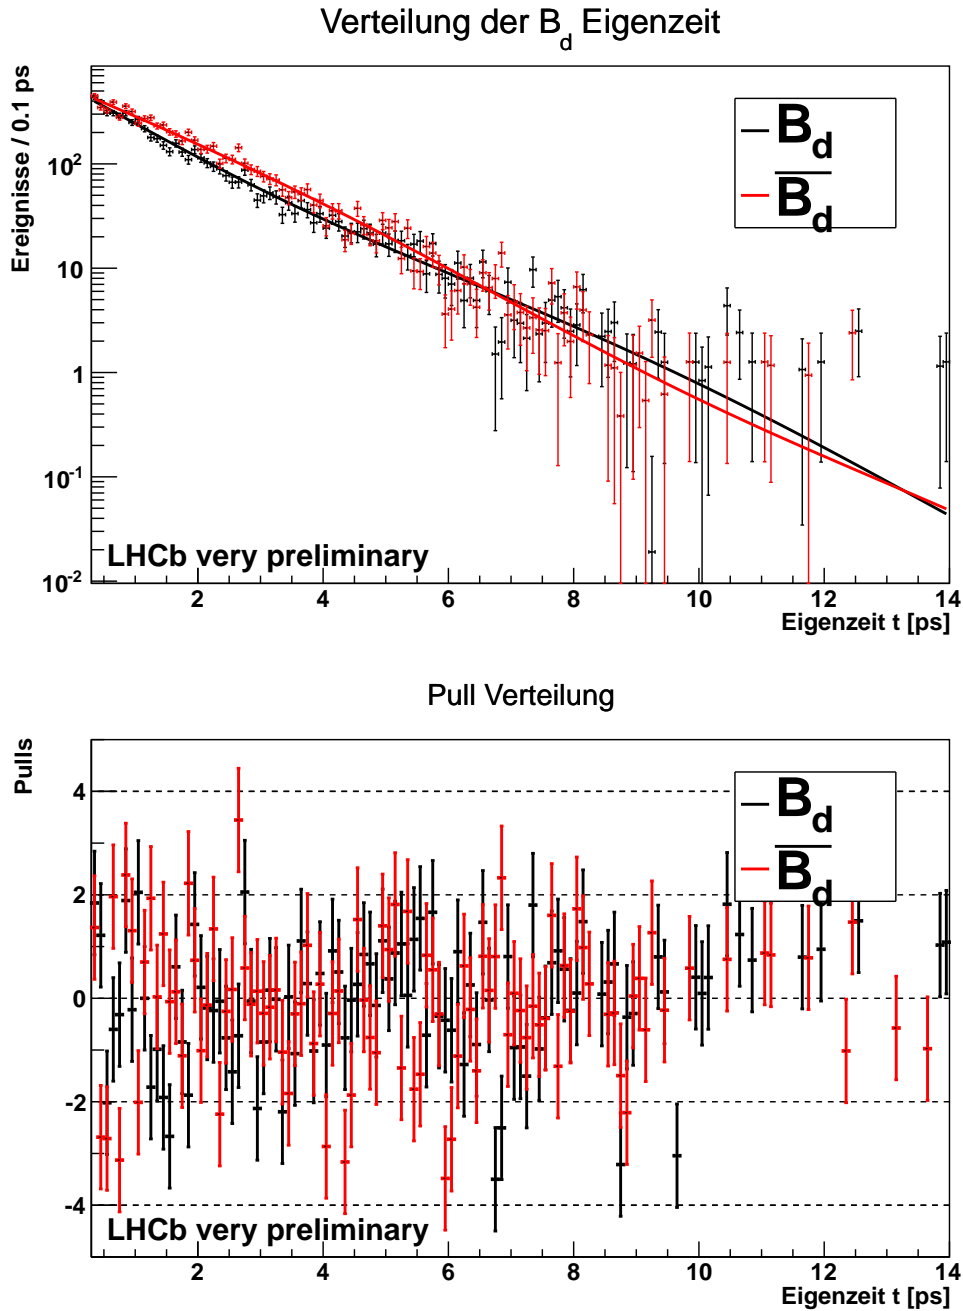 Verteilung der B_d Eigenzeit
Ereignisse / 0.1 ps
10^2
10
1
10^-1
10^-2
B_d
B̅_d̅
LHCb very preliminary
2 4 6 8 10 12 14
Eigenzeit t [ps]
Pull Verteilung
Pulls
4
2
0
-2
-4
B_d
B̅_d̅
LHCb very preliminary
2 4 6 8 10 12 14
Eigenzeit t [ps]